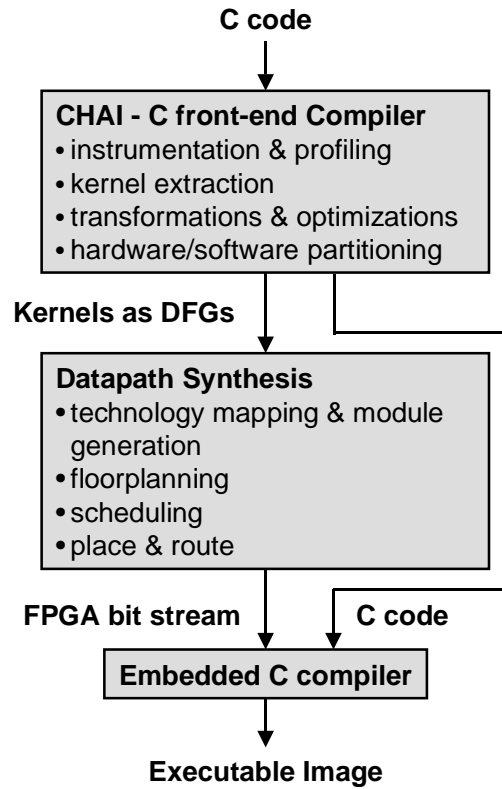 C code
CHAI - C front-end Compiler
• instrumentation & profiling
• kernel extraction
• transformations & optimizations
• hardware/software partitioning
Kernels as DFGs
Datapath Synthesis
• technology mapping & module
generation
• floorplanning
• scheduling
• place & route
FPGA bit stream
C code
Embedded C compiler
Executable Image